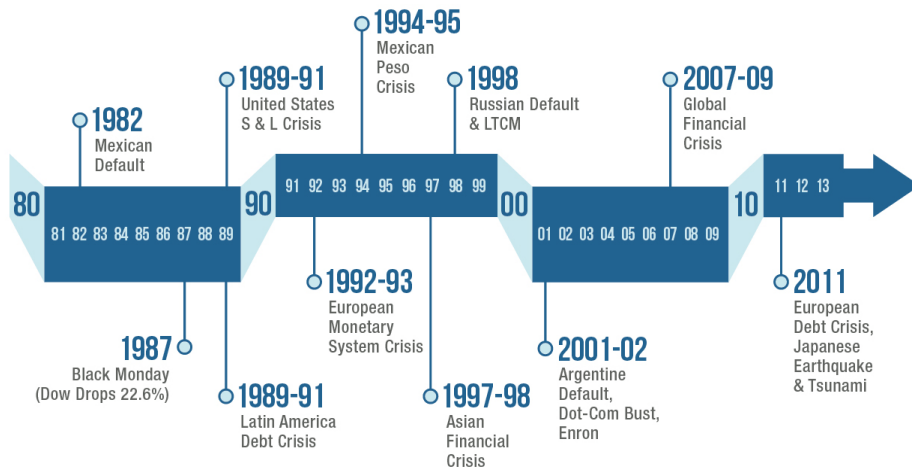 1994-95
Mexican
Peso
Crisis
1989-91
United States
S & L Crisis
1998
Russian Default
& LTCM
2007-09
Global
Financial
Crisis
1982
Mexican
Default
80
81 82 83 84 85 86 87 88 89
90
91 92 93 94 95 96 97 98 99
00
01 02 03 04 05 06 07 08 09
10
11 12 13
1987
Black Monday
(Dow Drops 22.6%)
1989-91
Latin America
Debt Crisis
1992-93
European
Monetary
System Crisis
1997-98
Asian
Financial
Crisis
2001-02
Argentine
Default,
Dot-Com Bust,
Enron
2011
European
Debt Crisis,
Japanese
Earthquake
& Tsunami